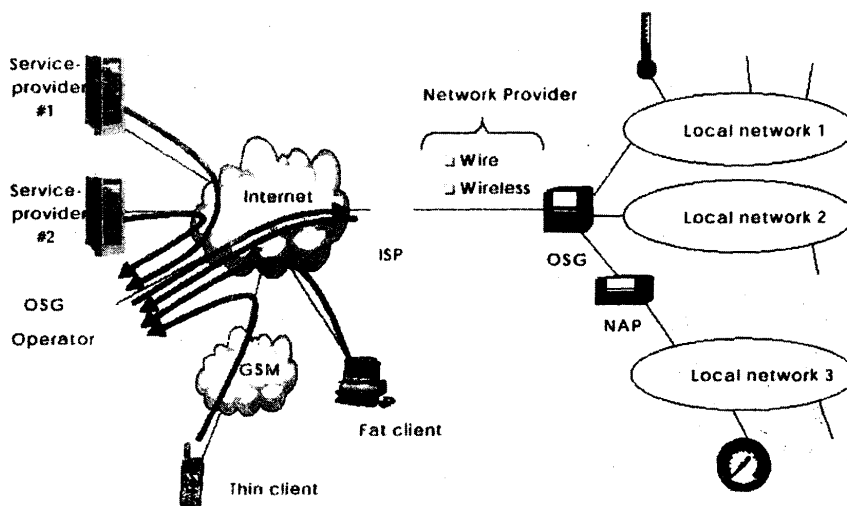 Service-
provider
#1
Service-
provider
#2
OSG
Operator
Internet
GSM
Thin client
Fat client
ISP
Network Provider
Wire
Wireless
OSG
NAP
Local network 1
Local network 2
Local network 3